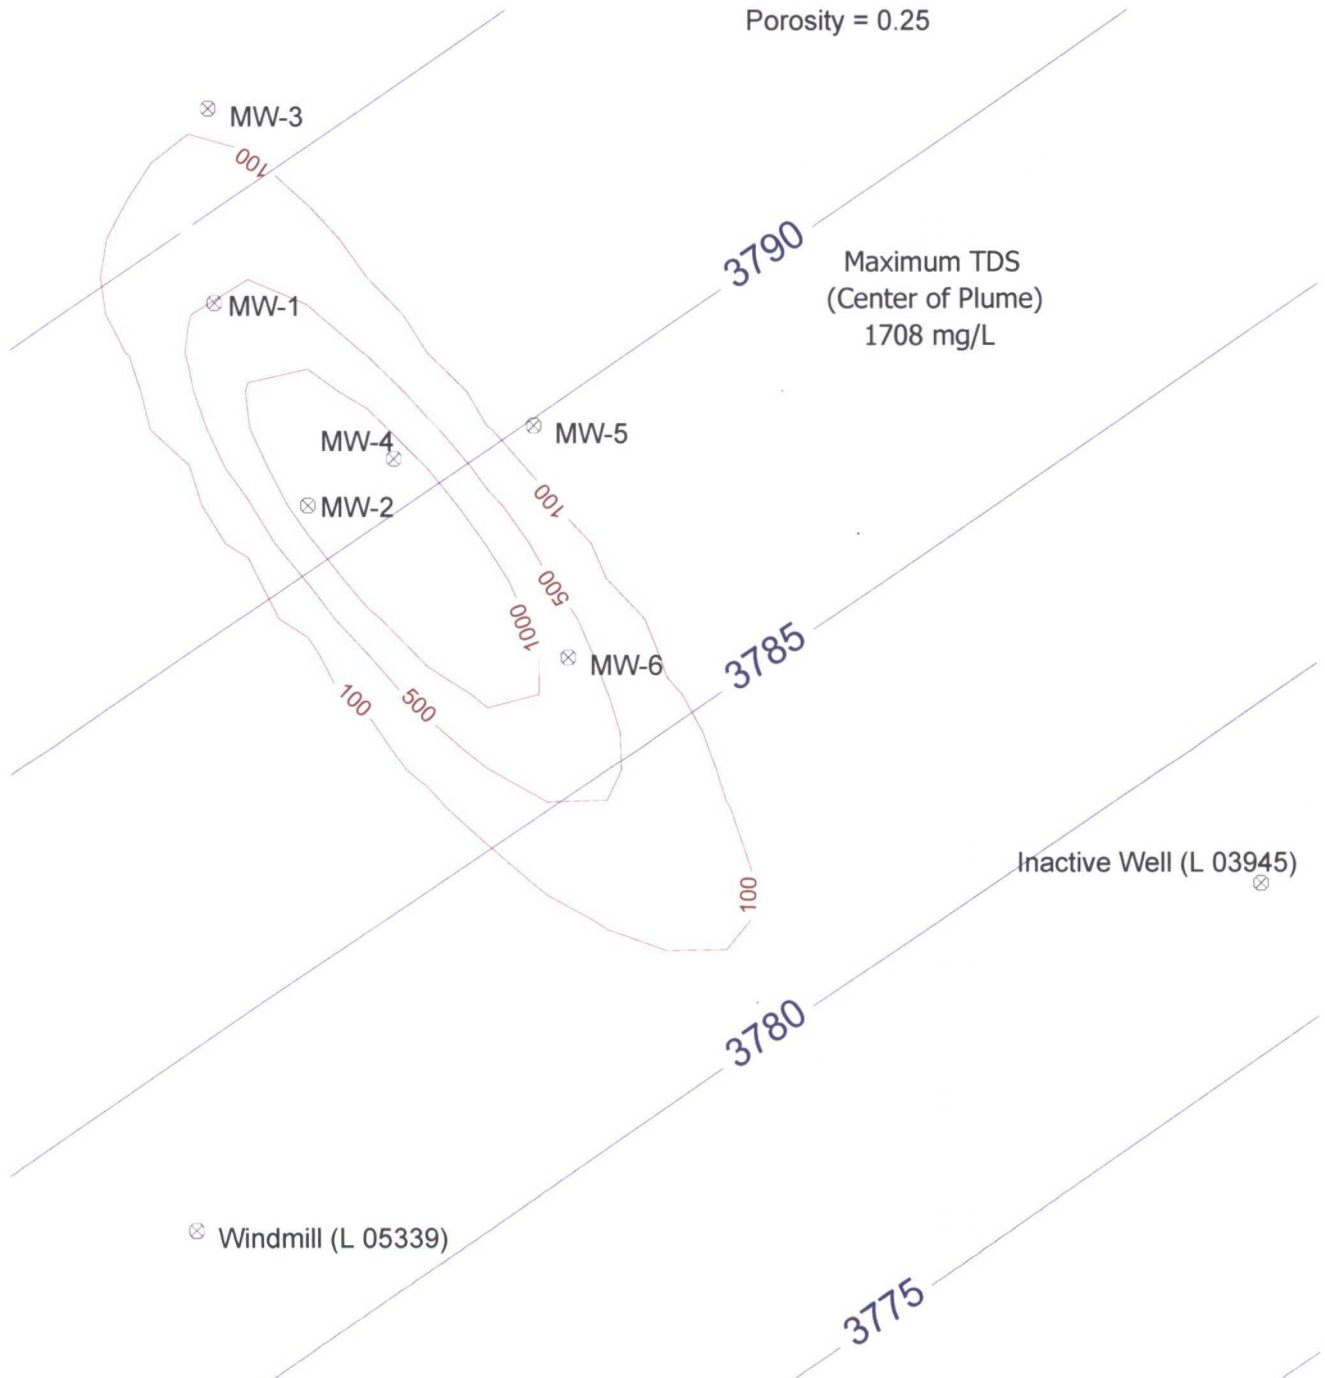 Porosity = 0.25
MW-3
100
3790
Maximum TDS
(Center of Plume)
1708 mg/L
MW-1
MW-5
MW-4
100
MW-2
500
1000
3785
MW-6
100
500
Inactive Well (L 03945)
100
3780
Windmill (L 05339)
3775